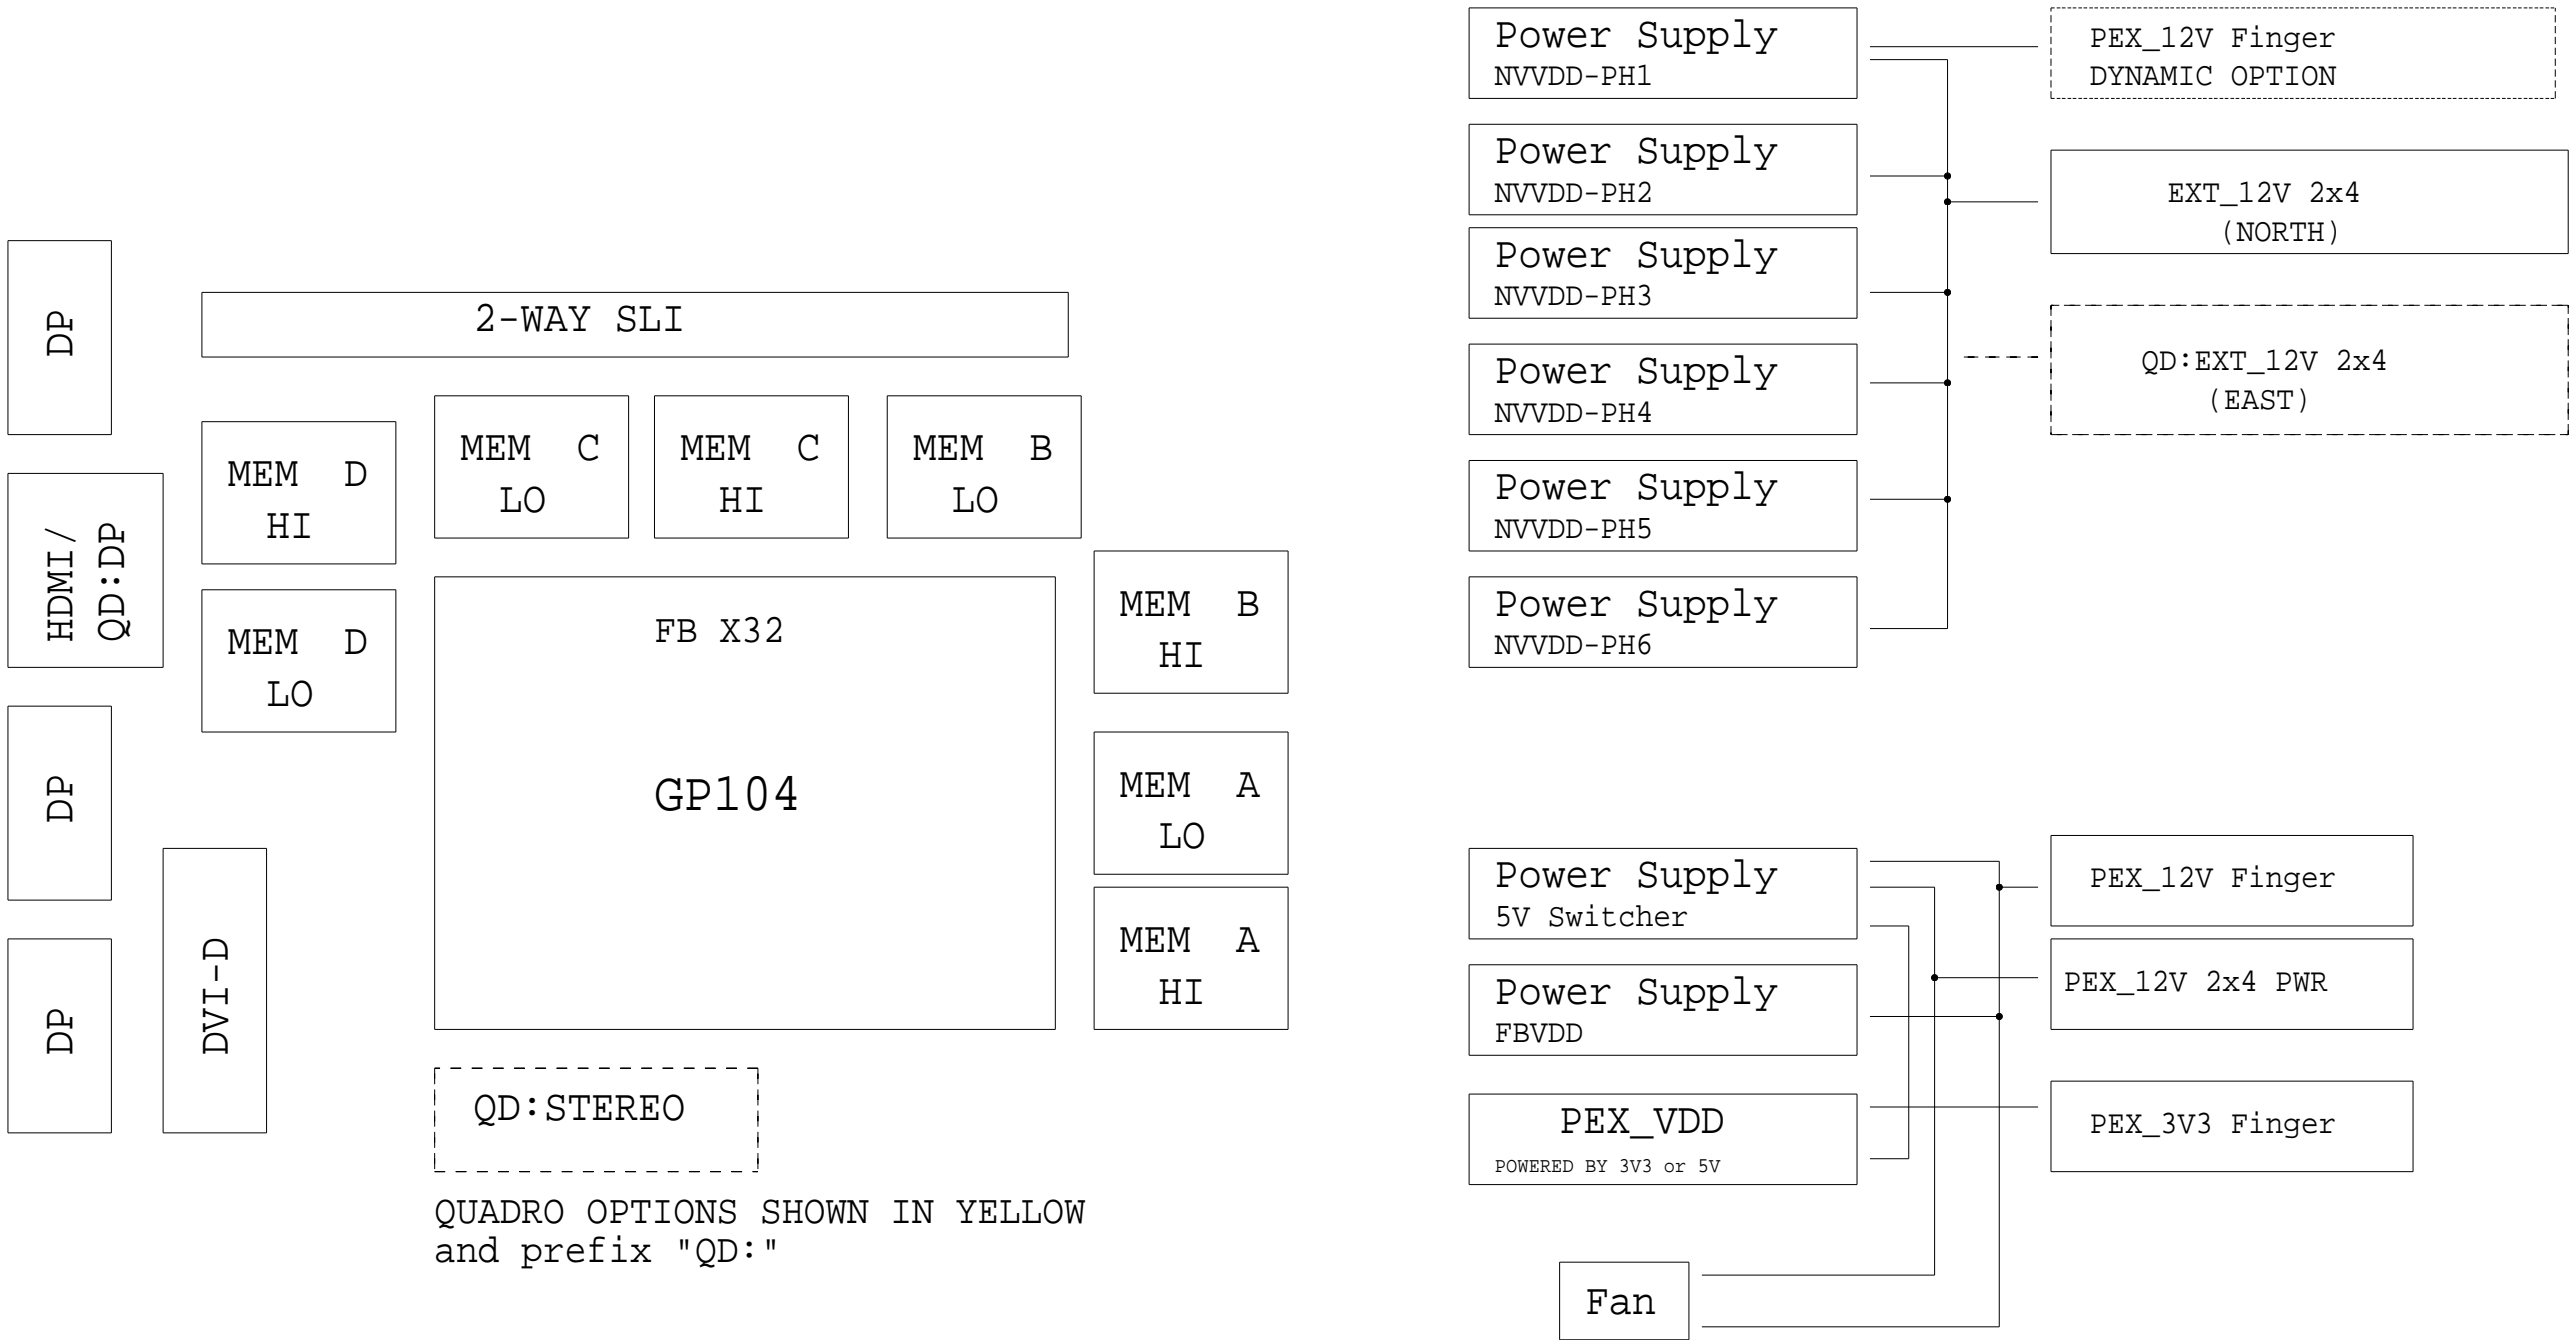 DP
HDMI/
QD:DP
DP
DP
DVI-D
2-WAY SLI
MEM D
HI
MEM D
LO
MEM C
LO
MEM C
HI
MEM B
LO
MEM B
HI
MEM A
LO
MEM A
HI
FB X32
GP104
QD:STEREO
QUADRO OPTIONS SHOWN IN YELLOW
and prefix "QD:"
Power Supply
NVVDD-PH1
Power Supply
NVVDD-PH2
Power Supply
NVVDD-PH3
Power Supply
NVVDD-PH4
Power Supply
NVVDD-PH5
Power Supply
NVVDD-PH6
PEX_12V Finger
DYNAMIC OPTION
EXT_12V 2x4
(NORTH)
QD:EXT_12V 2x4
(EAST)
Power Supply
5V Switcher
Power Supply
FBVDD
PEX_VDD
POWERED BY 3V3 or 5V
Fan
PEX_12V Finger
PEX_12V 2x4 PWR
PEX_3V3 Finger